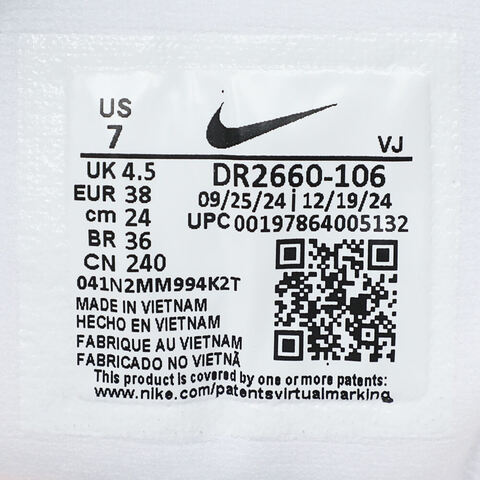 US
7
VJ
UK 4.5
EUR 38
cm 24
BR 36
CN 240
DR2660-106
09/25/24 | 12/19/24
UPC 00197864005132
041N2MM994K2T
MADE IN VIETNAM
HECHO EN VIETNAM
FABRIQUE AU VIETNAM
FABRICADO NO VIETNÃ
This product is covered by one or more patents:
www.nike.com/patentsvirtualmarking